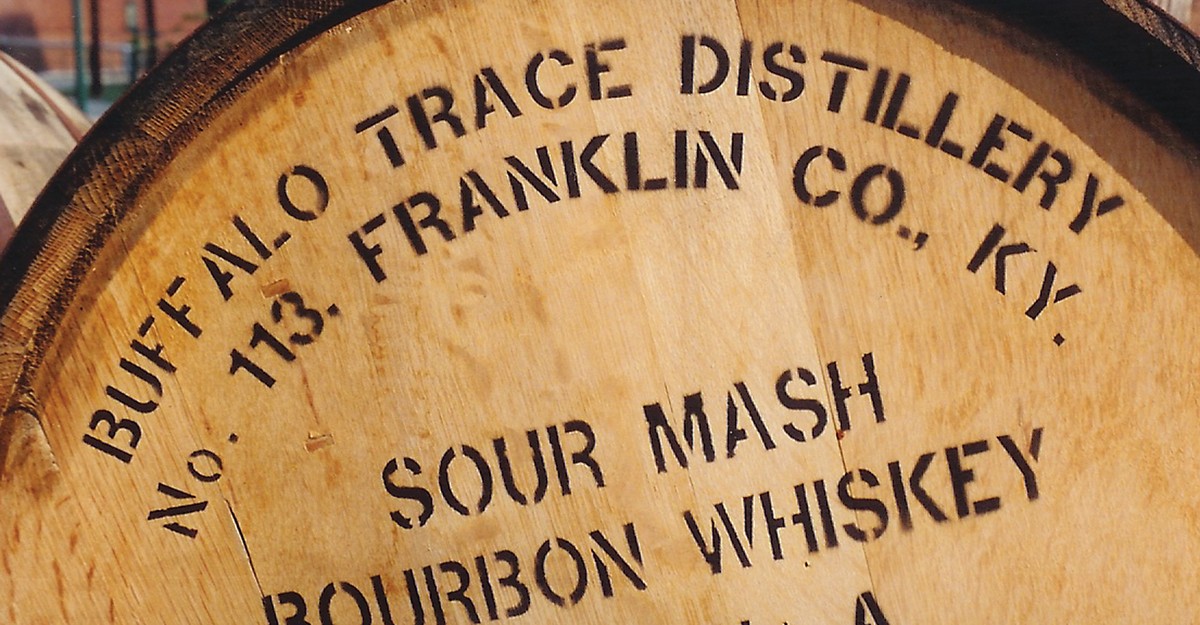 BUFFALO TRACE DISTILLERY
No. 113. FRANKLIN CO., KY.
SOUR MASH
BOURBON WHISKEY